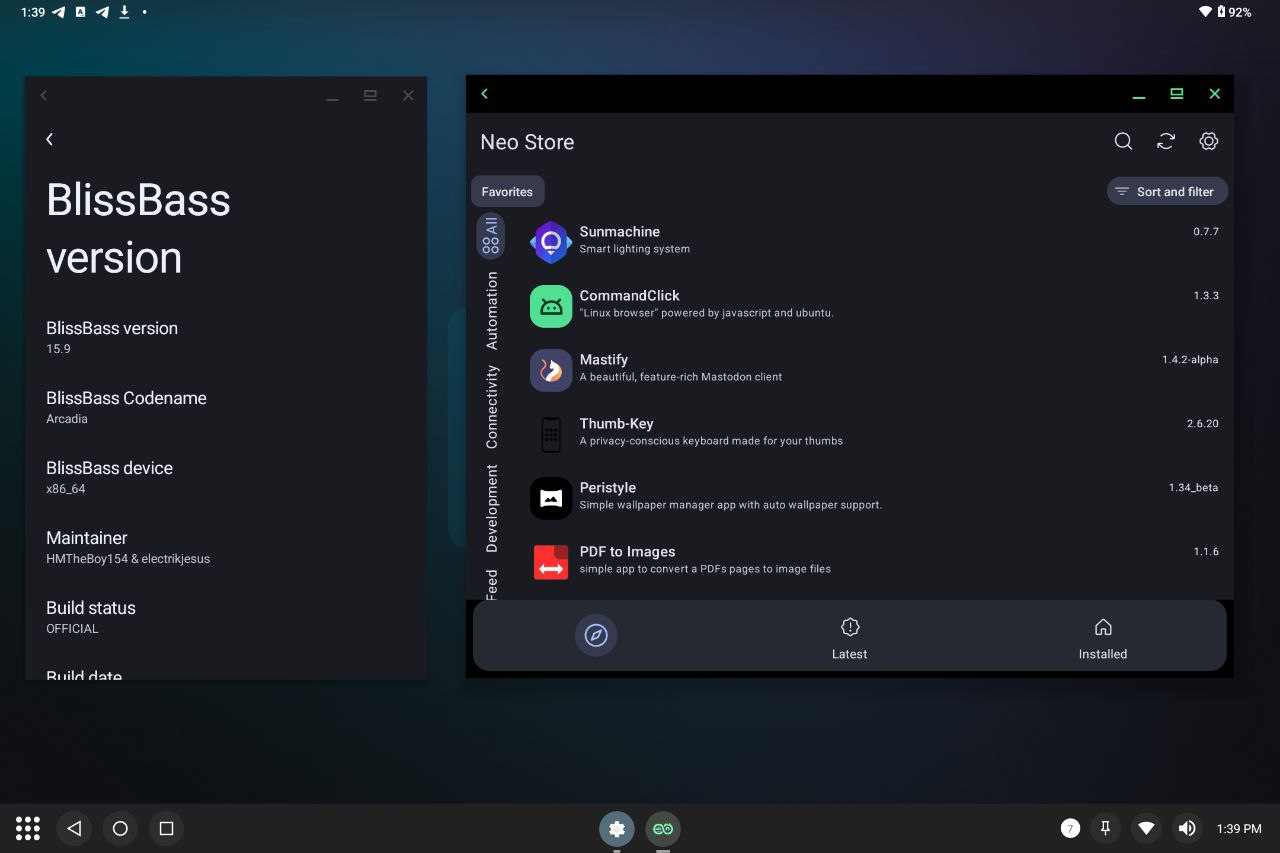 1:39
92%
BlissBass
version
BlissBass version
15.9
BlissBass Codename
Arcadia
BlissBass device
x86_64
Maintainer
HMTheBoy154 & electrikjesus
Build status
OFFICIAL
Build date
Neo Store
Favorites
Sort and filter
All
Automation
Connectivity
Development
Feed
Sunmachine
0.7.7
Smart lighting system
CommandClick
1.3.3
"Linux browser" powered by javascript and ubuntu.
Mastify
1.4.2-alpha
A beautiful, feature-rich Mastodon client
Thumb-Key
2.6.20
A privacy-conscious keyboard made for your thumbs
Peristyle
1.34_beta
Simple wallpaper manager app with auto wallpaper support.
PDF to Images
1.1.6
simple app to convert a PDFs pages to image files
Latest
Installed
7
1:39 PM